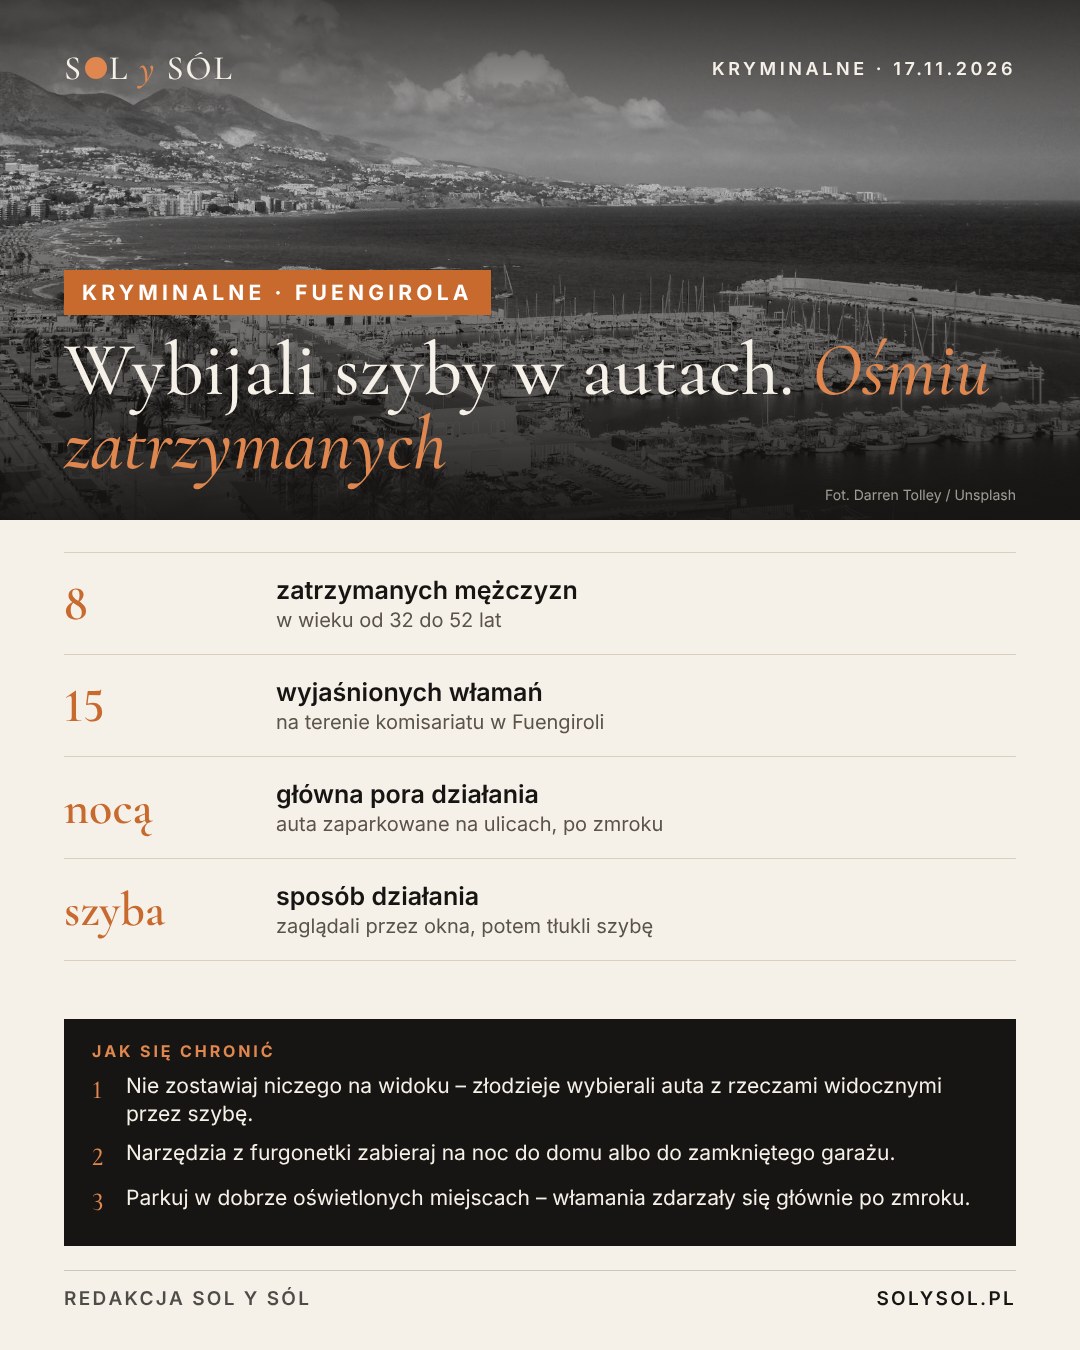 SOL y SÓL
KRYMINALNE · 17.11.2026
KRYMINALNE · FUENGIROLA
Wybijali szyby w autach. Ośmiu
zatrzymanych
Fot. Darren Tolley / Unsplash
8
zatrzymanych mężczyzn
w wieku od 32 do 52 lat
15
wyjaśnionych włamań
na terenie komisariatu w Fuengiroli
nocą
główna pora działania
auta zaparkowane na ulicach, po zmroku
szyba
sposób działania
zaglądali przez okna, potem tłukli szybę
JAK SIĘ CHRONIĆ
1 Nie zostawiaj niczego na widoku – złodzieje wybierali auta z rzeczami widocznymi
przez szybę.
2 Narzędzia z furgonetki zabieraj na noc do domu albo do zamkniętego garażu.
3 Parkuj w dobrze oświetlonych miejscach – włamania zdarzały się głównie po zmroku.
REDAKCJA SOL Y SÓL
SOLYSOL.PL